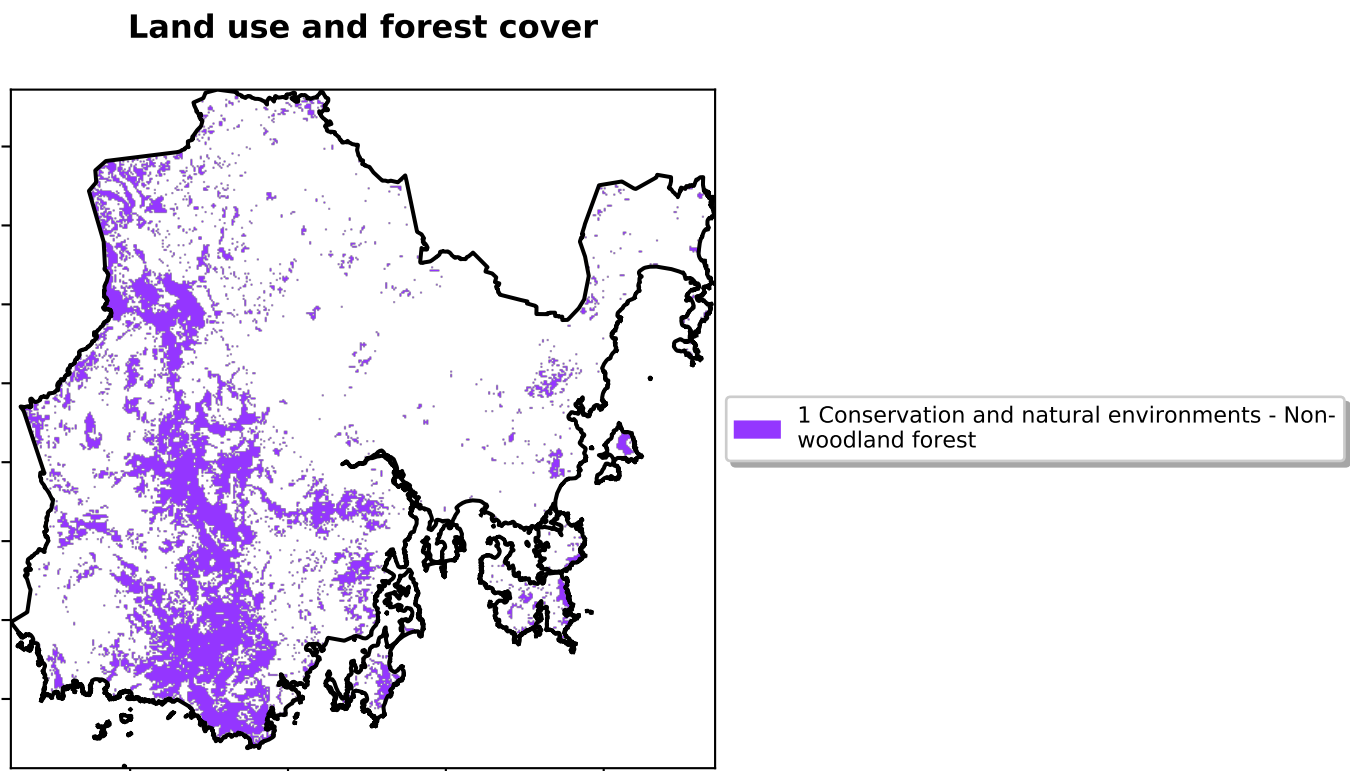 Land use and forest cover
1 Conservation and natural environments - Non-
woodland forest